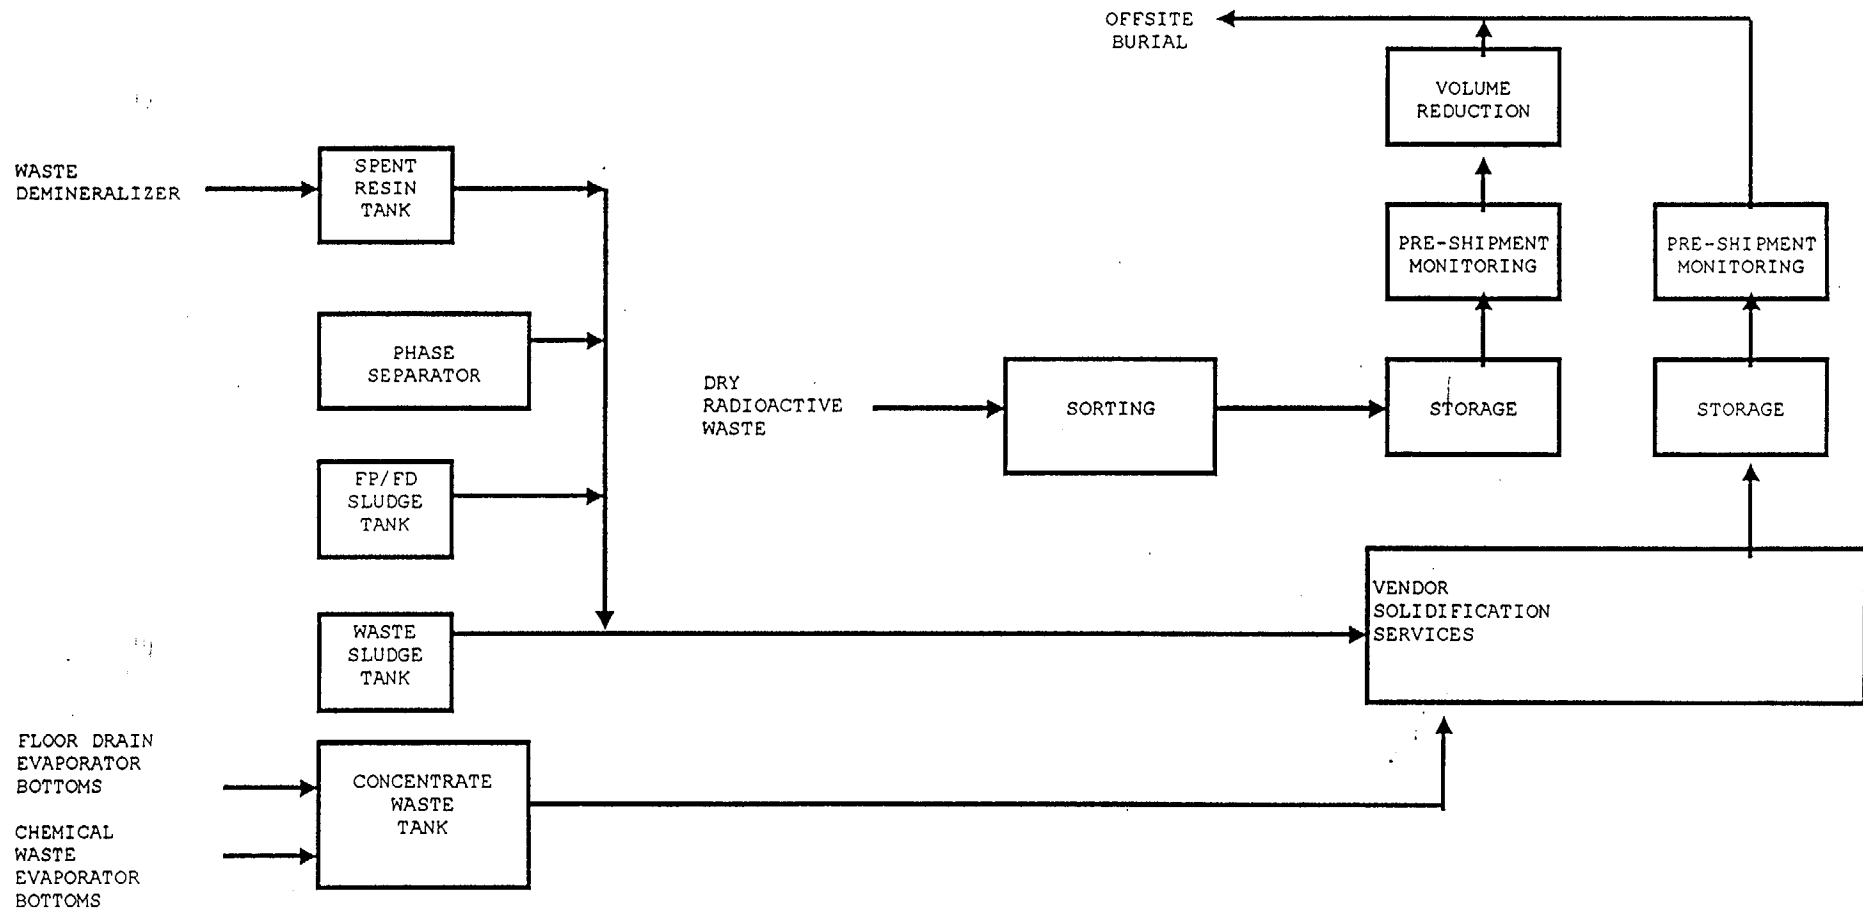 OFFSITE
BURIAL
VOLUME
REDUCTION
WASTE
DEMINERALIZER
SPENT
RESIN
TANK
PRE-SHIPMENT
MONITORING
PRE-SHIPMENT
MONITORING
PHASE
SEPARATOR
DRY
RADIOACTIVE
WASTE
SORTING
STORAGE
STORAGE
FP/FD
SLUDGE
TANK
VENDOR
SOLIDIFICATION
SERVICES
WASTE
SLUDGE
TANK
FLOOR DRAIN
EVAPORATOR
BOTTOMS
CONCENTRATE
WASTE
TANK
CHEMICAL
WASTE
EVAPORATOR
BOTTOMS